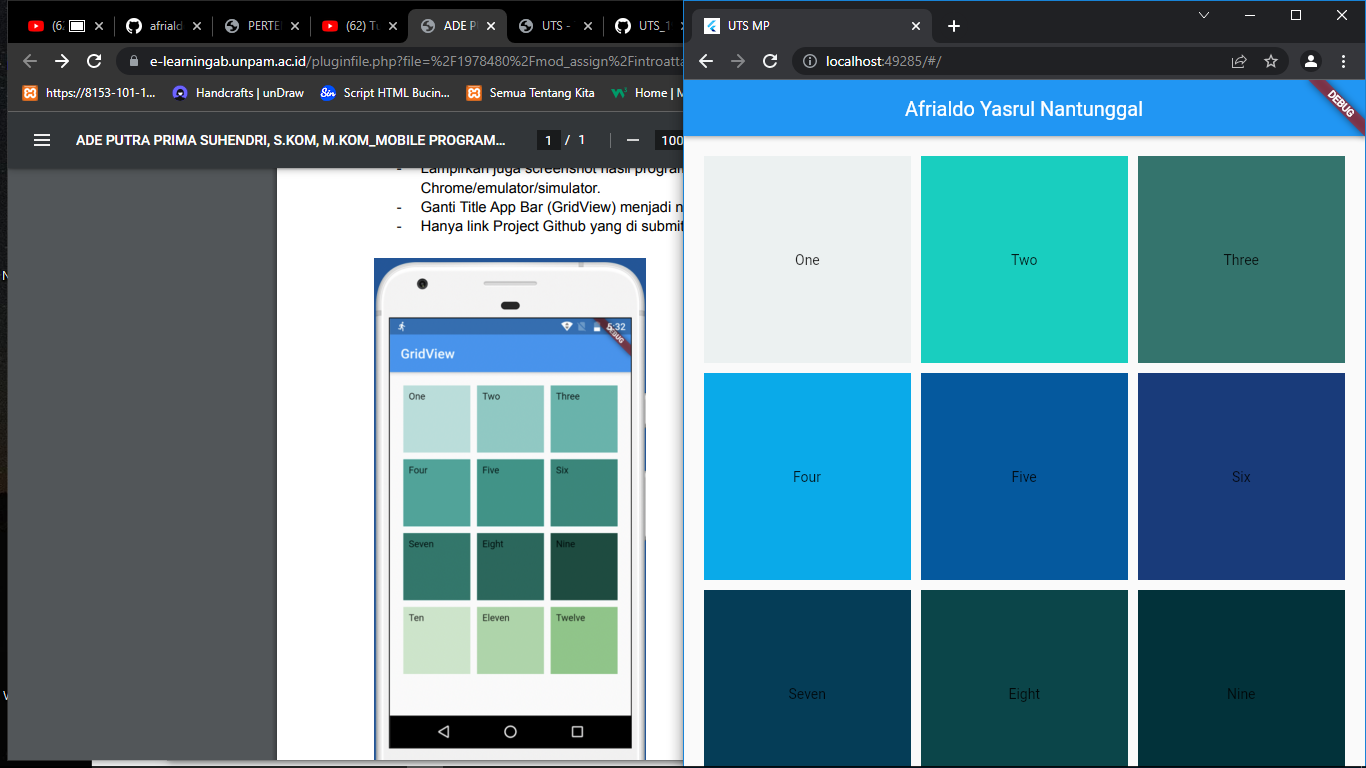 (6
afriald
PERTE
(62) Tu
ADE P
UTS -
UTS_1
e-learningab.unpam.ac.id/pluginfile.php?file=%2F1978480%2Fmod_assign%2Fintroatta
https://8153-101-1...
Handcrafts | unDraw
Script HTML Bucin...
Semua Tentang Kita
Home | M
ADE PUTRA PRIMA SUHENDRI, S.KOM, M.KOM_MOBILE PROGRAM...
1 / 1
100
- Lampirkan juga screenshot hasil program
Chrome/emulator/simulator.
- Ganti Title App Bar (GridView) menjadi n
- Hanya link Project Github yang di submit
5:32
DEBUG
GridView
One Two Three
Four Five Six
Seven Eight Nine
Ten Eleven Twelve
UTS MP
localhost:49285/#/
Afrialdo Yasrul Nantunggal
DEBUG
One Two Three
Four Five Six
Seven Eight Nine